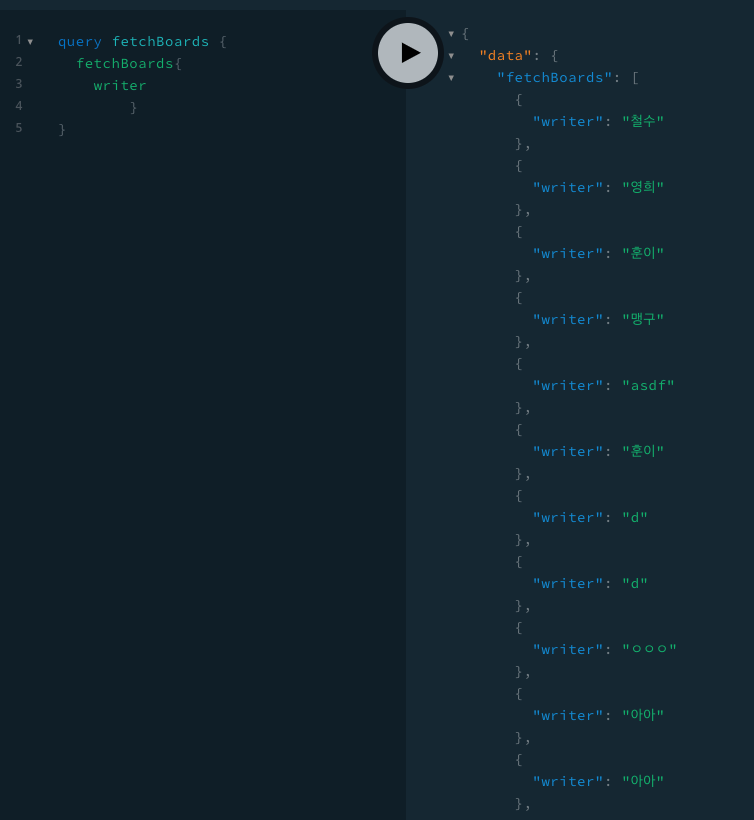 1 query fetchBoards {
2 fetchBoards{
3 writer
4 }
5 }
{
"data": {
"fetchBoards": [
{
"writer": "철수"
},
{
"writer": "영희"
},
{
"writer": "훈이"
},
{
"writer": "맹구"
},
{
"writer": "asdf"
},
{
"writer": "훈이"
},
{
"writer": "d"
},
{
"writer": "d"
},
{
"writer": "ㅇㅇㅇ"
},
{
"writer": "아아"
},
{
"writer": "아아"
},